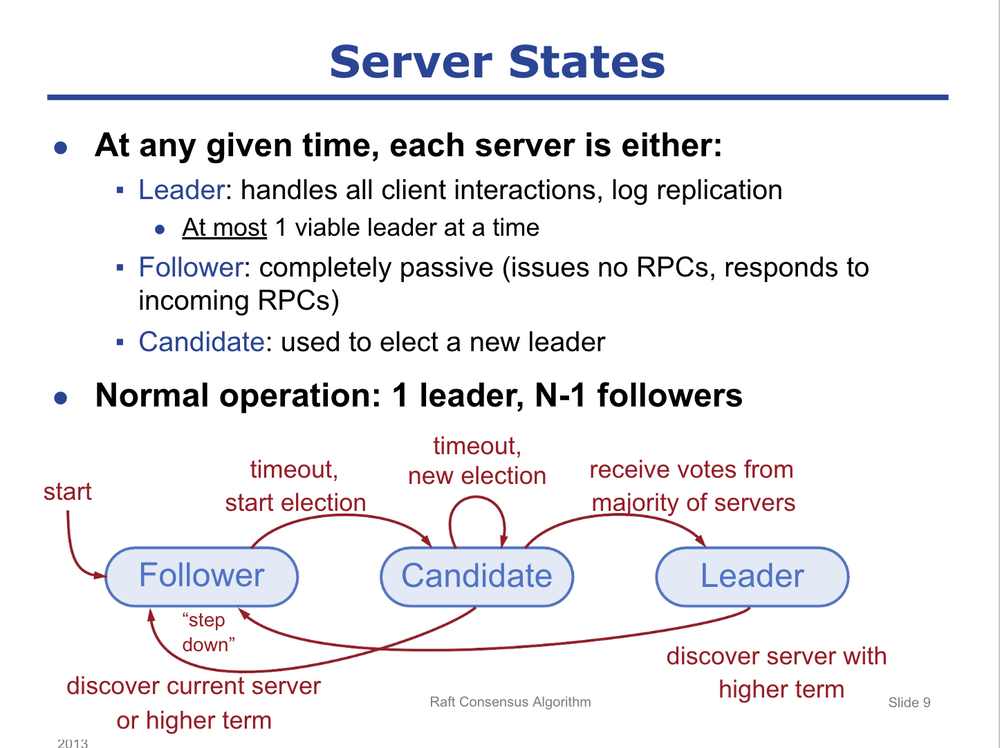 Server States
At any given time, each server is either:
Leader: handles all client interactions, log replication
At most 1 viable leader at a time
Follower: completely passive (issues no RPCs, responds to
incoming RPCs)
Candidate: used to elect a new leader
Normal operation: 1 leader, N-1 followers
start
timeout,
start election
timeout,
new election
receive votes from
majority of servers
Follower
Candidate
Leader
“step
down”
discover current server
or higher term
discover server with
higher term
Raft Consensus Algorithm
Slide 9
2013